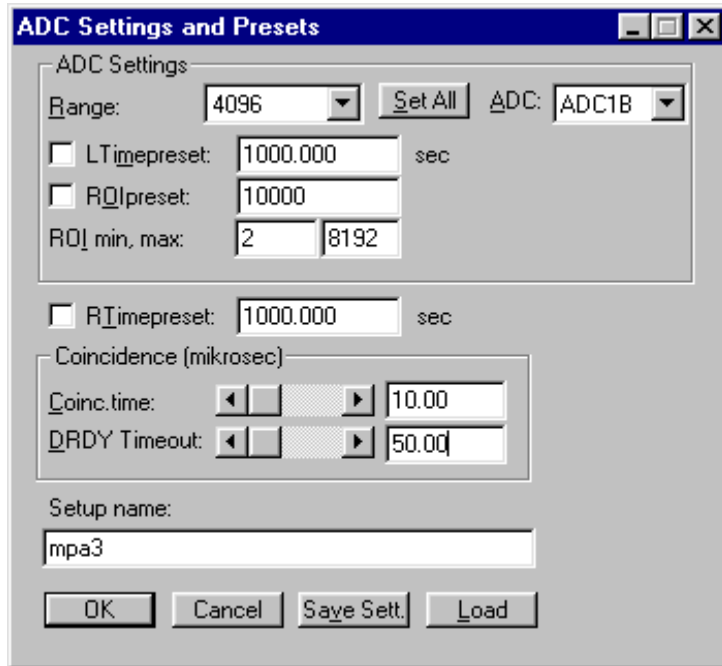 ADC Settings and Presets
ADC Settings
Range: 4096 Set All ADC: ADC1B
LTimepreset: 1000.000 sec
ROIpreset: 10000
ROI min, max: 2 8192
RTimepreset: 1000.000 sec
Coincidence (mikrosec)
Coinc.time: 10.00
DRDY Timeout: 50.00
Setup name:
mpa3
OK Cancel Save Sett. Load